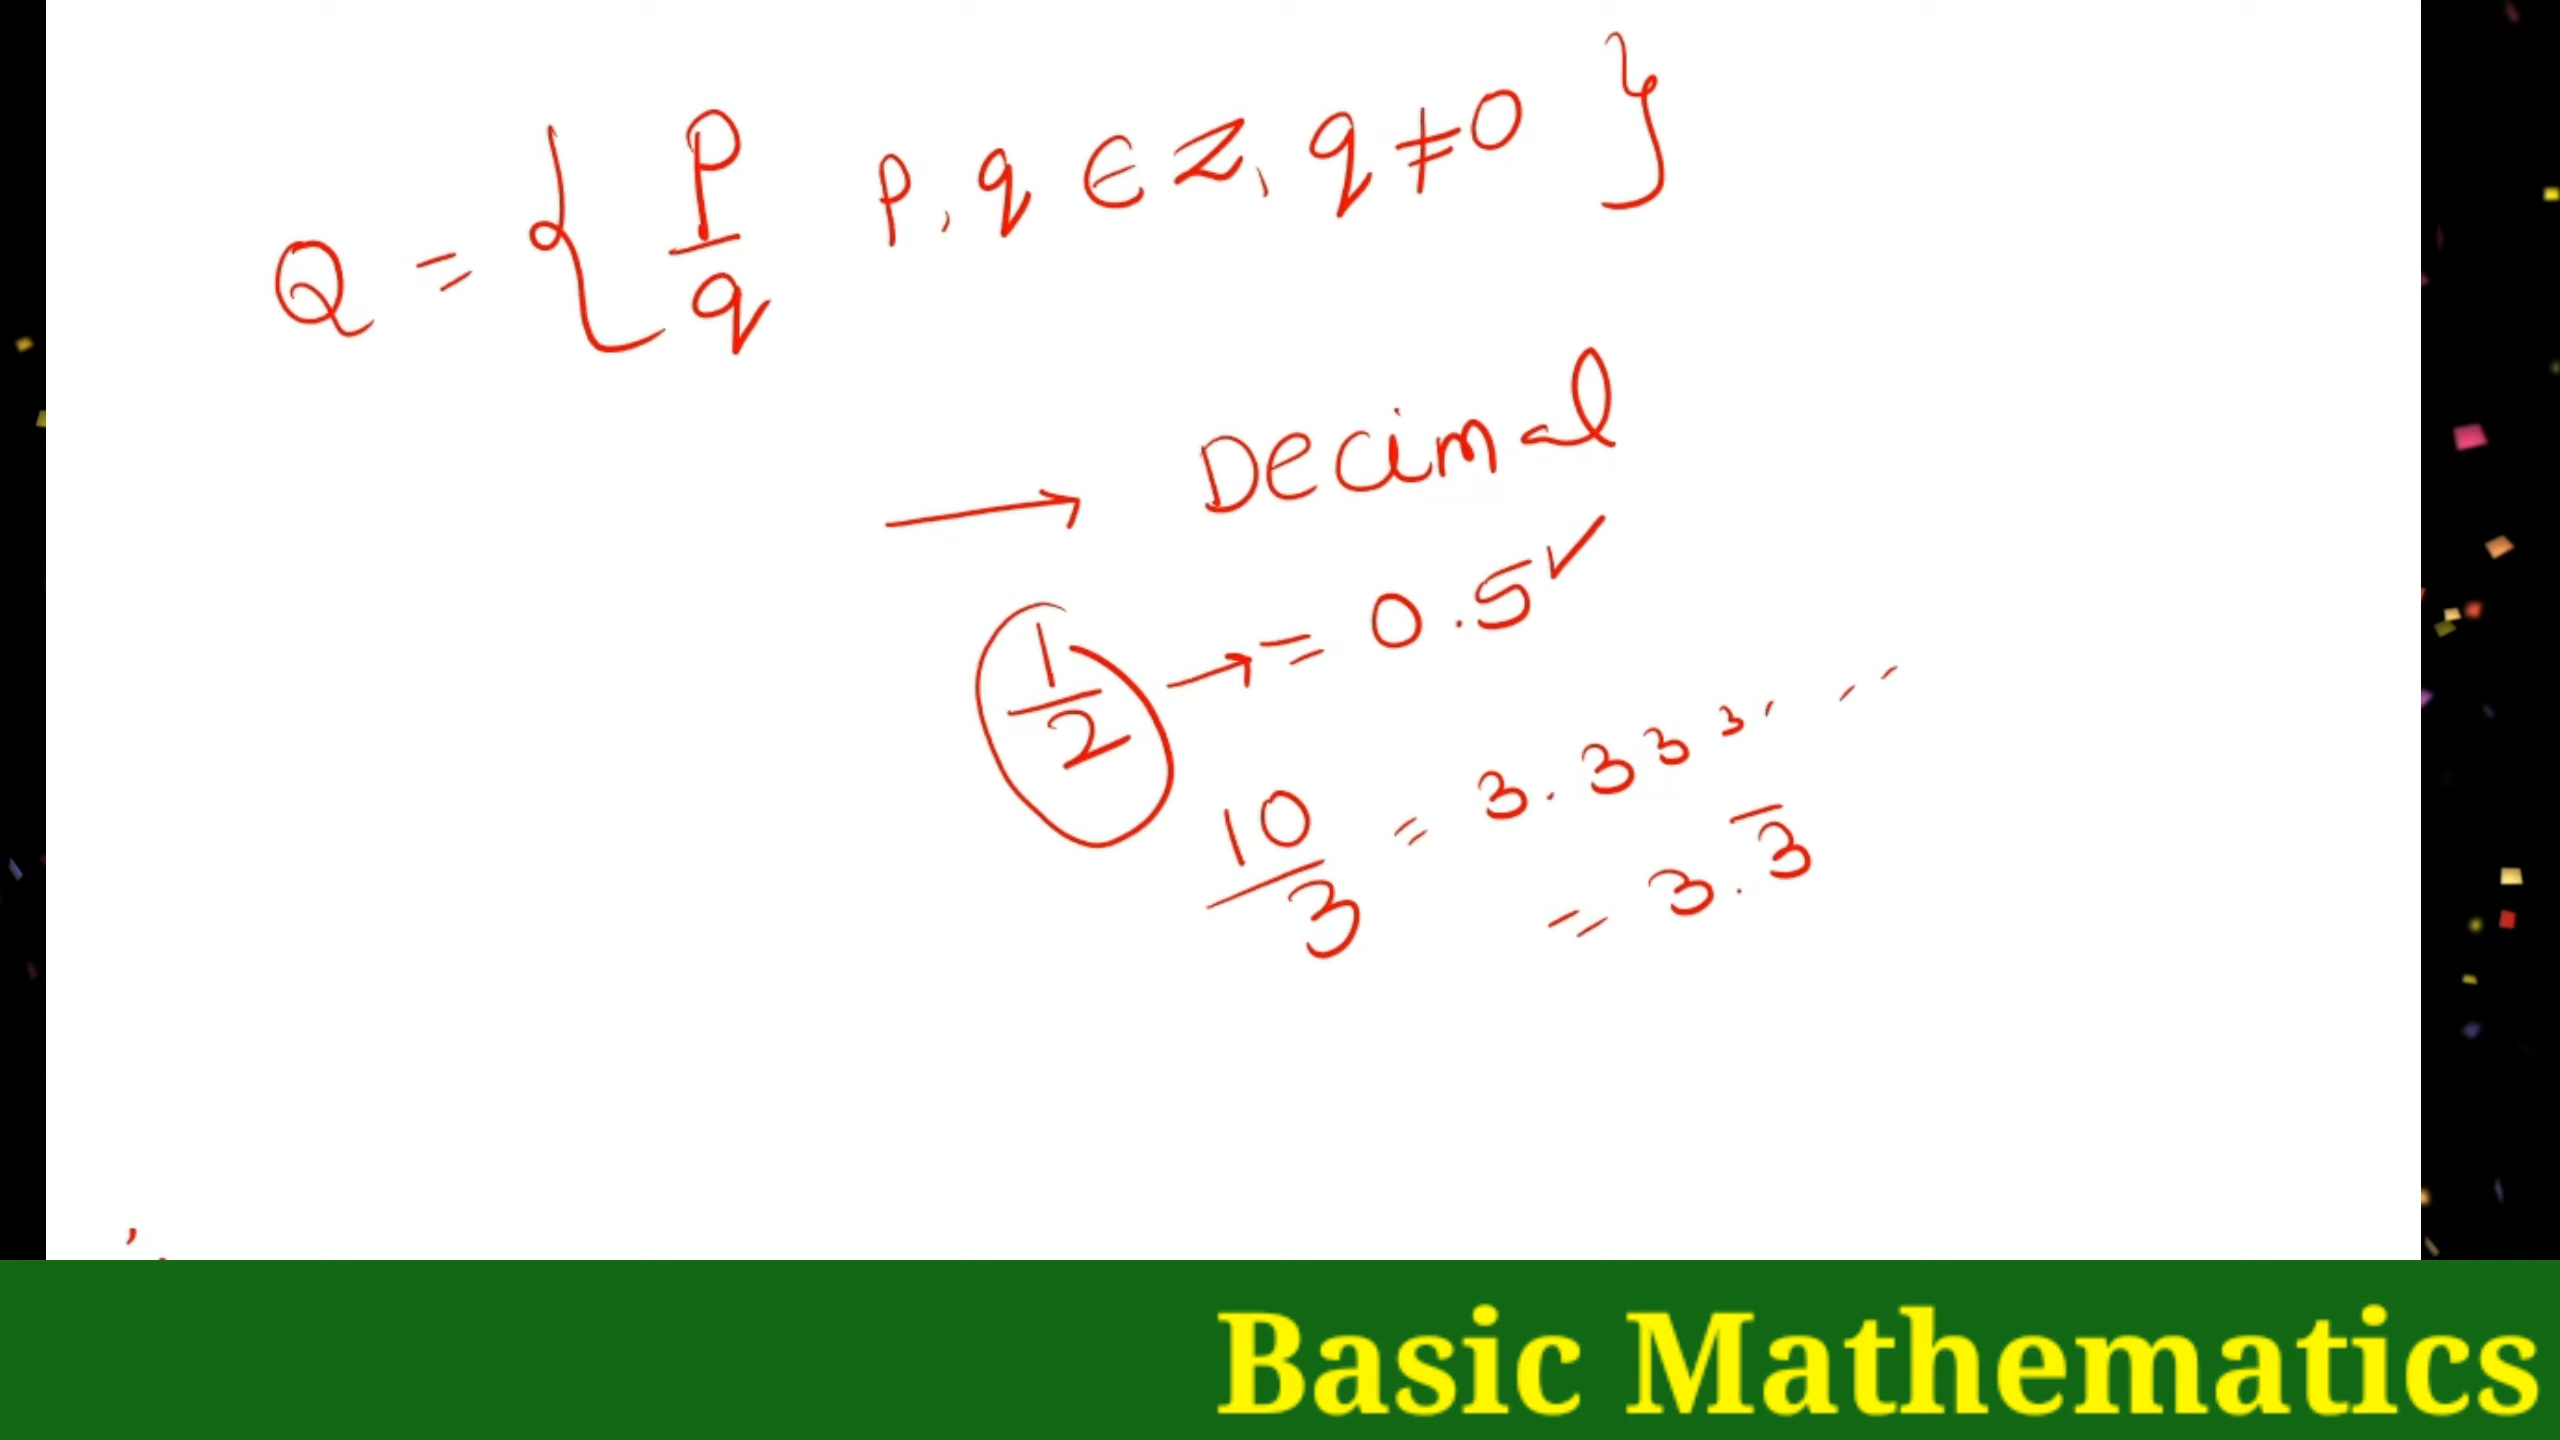 Q = { p/q p, q ∈ Z, q ≠ 0 }
→ Decimal
1/2 → = 0.5 ✓
10/3 = 3.333.....
= 3.3̅
Basic Mathematics